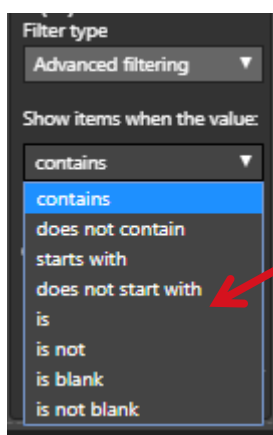 Filter type
Advanced filtering
Show items when the value:
contains
contains
does not contain
starts with
does not start with
is
is not
is blank
is not blank